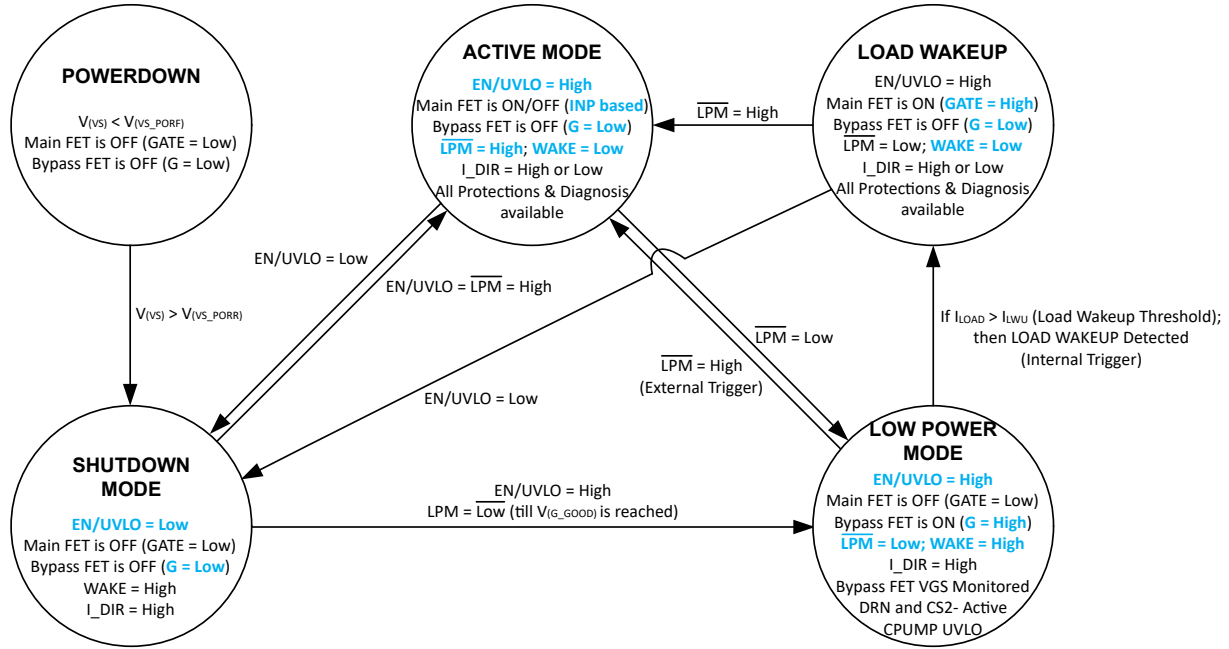 POWERDOWN
V(VS) < V(VS_PORF)
Main FET is OFF (GATE = Low)
Bypass FET is OFF (G = Low)
ACTIVE MODE
EN/UVLO = High
Main FET is ON/OFF (INP based)
Bypass FET is OFF (G = Low)
L̅P̅M̅ = High; WAKE = Low
I_DIR = High or Low
All Protections & Diagnosis
available
LOAD WAKEUP
EN/UVLO = High
Main FET is ON (GATE = High)
Bypass FET is OFF (G = Low)
L̅P̅M̅ = Low; WAKE = Low
I_DIR = High or Low
All Protections & Diagnosis
available
L̅P̅M̅ = High
EN/UVLO = Low
EN/UVLO = L̅P̅M̅ = High
V(VS) > V(VS_PORR)
If ILOAD > ILWU (Load Wakeup Threshold);
then LOAD WAKEUP Detected
(Internal Trigger)
L̅P̅M̅ = Low
L̅P̅M̅ = High
(External Trigger)
EN/UVLO = Low
SHUTDOWN
MODE
EN/UVLO = Low
Main FET is OFF (GATE = Low)
Bypass FET is OFF (G = Low)
WAKE = High
I_DIR = High
EN/UVLO = High
LPM = L̅o̅w̅ (till V(G_GOOD) is reached)
LOW POWER
MODE
EN/UVLO = High
Main FET is OFF (GATE = Low)
Bypass FET is ON (G = High)
L̅P̅M̅ = Low; WAKE = High
I_DIR = High
Bypass FET VGS Monitored
DRN and CS2- Active
CPUMP UVLO